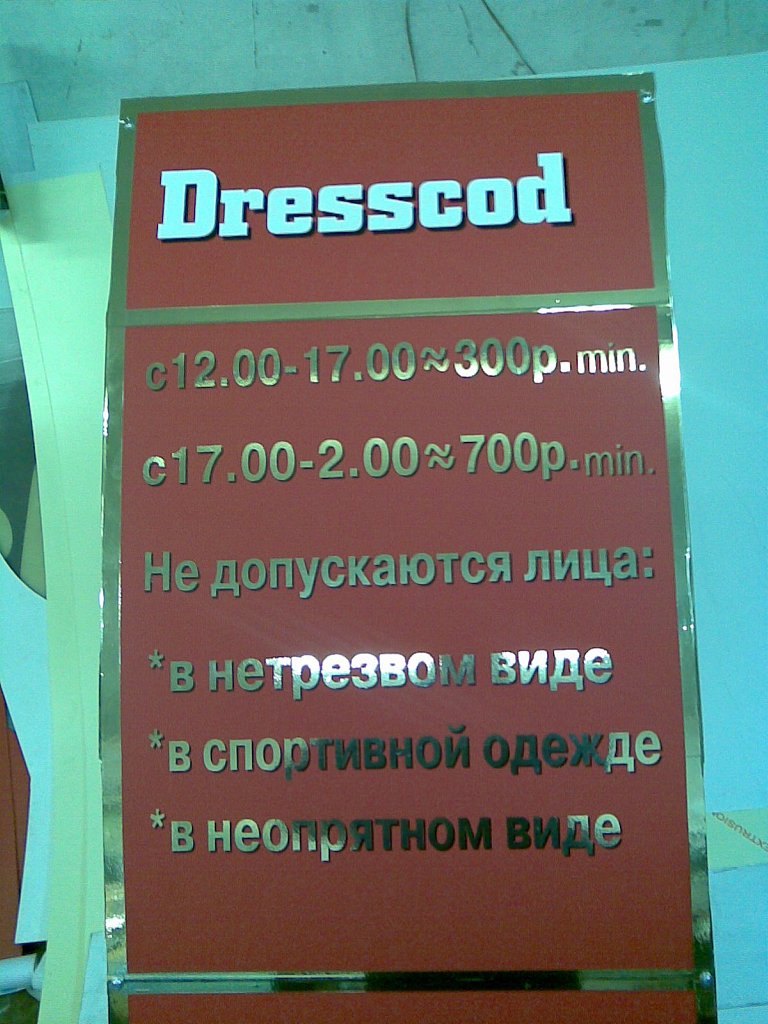 Dresscod
с12.00-17.00≈300р.min.
с17.00-2.00≈700р.min.
Не допускаются лица:
*в нетрезвом виде
*в спортивной одежде
*в неопрятном виде
EXTRUSIO